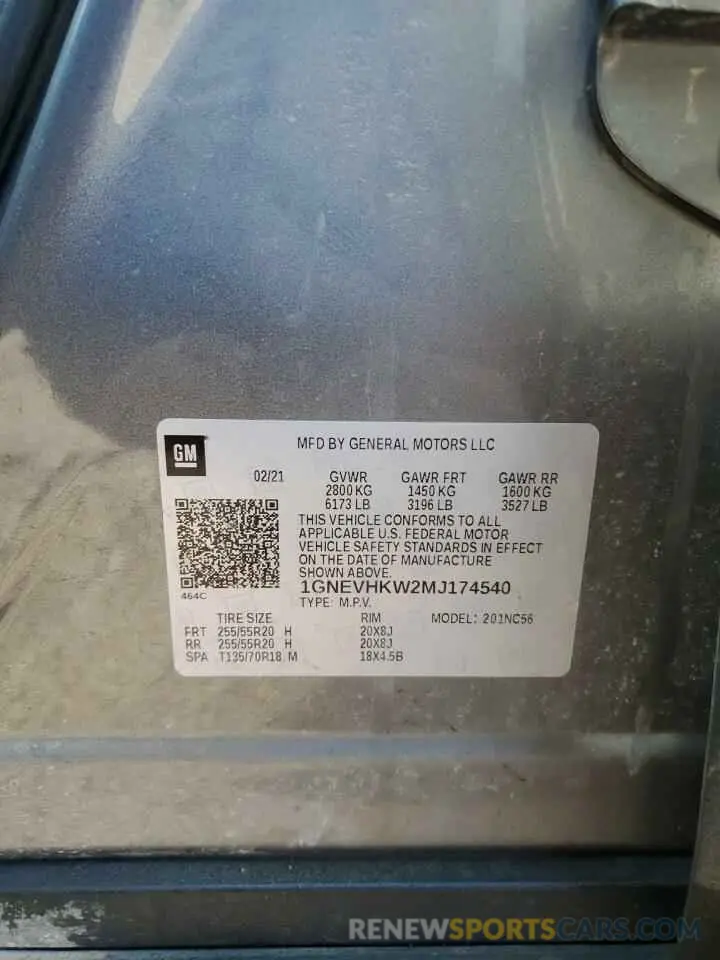 GM
MFD BY GENERAL MOTORS LLC
02/21 GVWR GAWR FRT GAWR RR
2800 KG 1450 KG 1600 KG
6173 LB 3196 LB 3527 LB
THIS VEHICLE CONFORMS TO ALL
APPLICABLE U.S. FEDERAL MOTOR
VEHICLE SAFETY STANDARDS IN EFFECT
ON THE DATE OF MANUFACTURE
SHOWN ABOVE.
464C
1GNEVHKW2MJ174540
TYPE: M.P.V.
TIRE SIZE RIM MODEL: 201NC56
FRT 255/55R20 H 20X8J
RR 255/55R20 H 20X8J
SPA T135/70R18 M 18X4.5B
RENEWSPORTSCARS.COM